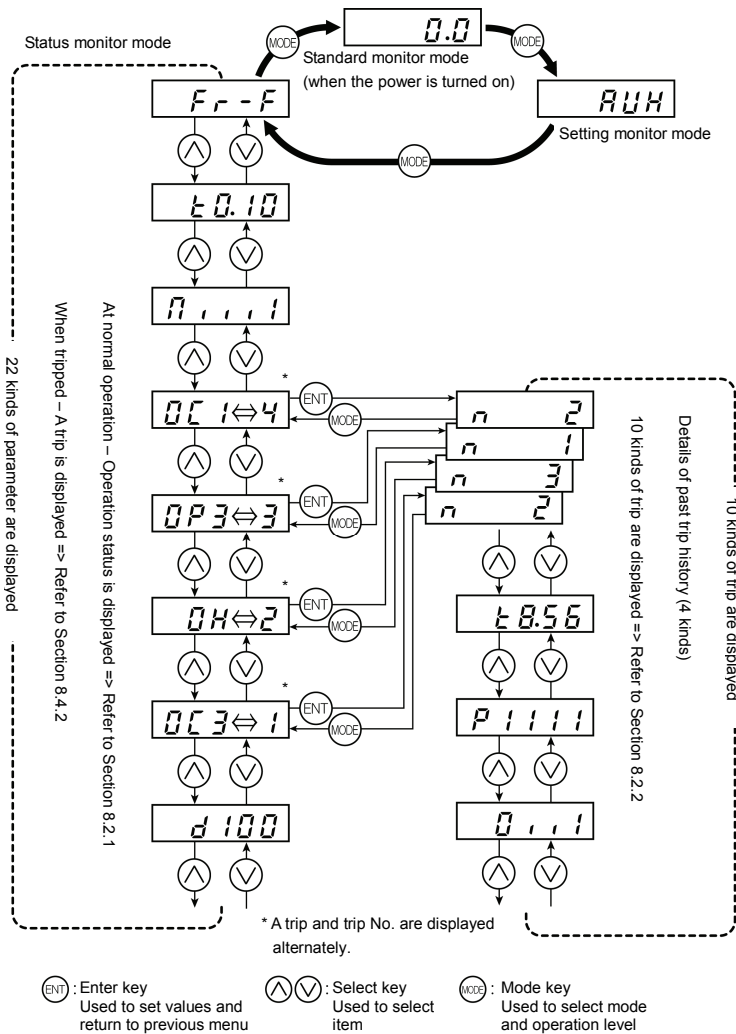 Status monitor mode
MODE
0.0
MODE
Standard monitor mode
(when the power is turned on)
Fr-F
AUH
Setting monitor mode
MODE
t0.10
At normal operation – Operation status is displayed => Refer to Section 8.2.1
When tripped – A trip is displayed => Refer to Section 8.4.2
22 kinds of parameter are displayed
*
OC1⇔4
ENT
MODE
n 2
*
OP3⇔3
ENT
MODE
n 1
*
OH⇔2
ENT
MODE
n 3
*
OC3⇔1
ENT
MODE
n 2
d100
t8.56
P1111
10 kinds of trip are displayed
Details of past trip history (4 kinds)
10 kinds of trip are displayed => Refer to Section 8.2.2
* A trip and trip No. are displayed
alternately.
ENT : Enter key
Used to set values and
return to previous menu
: Select key
Used to select
item
MODE : Mode key
Used to select mode
and operation level